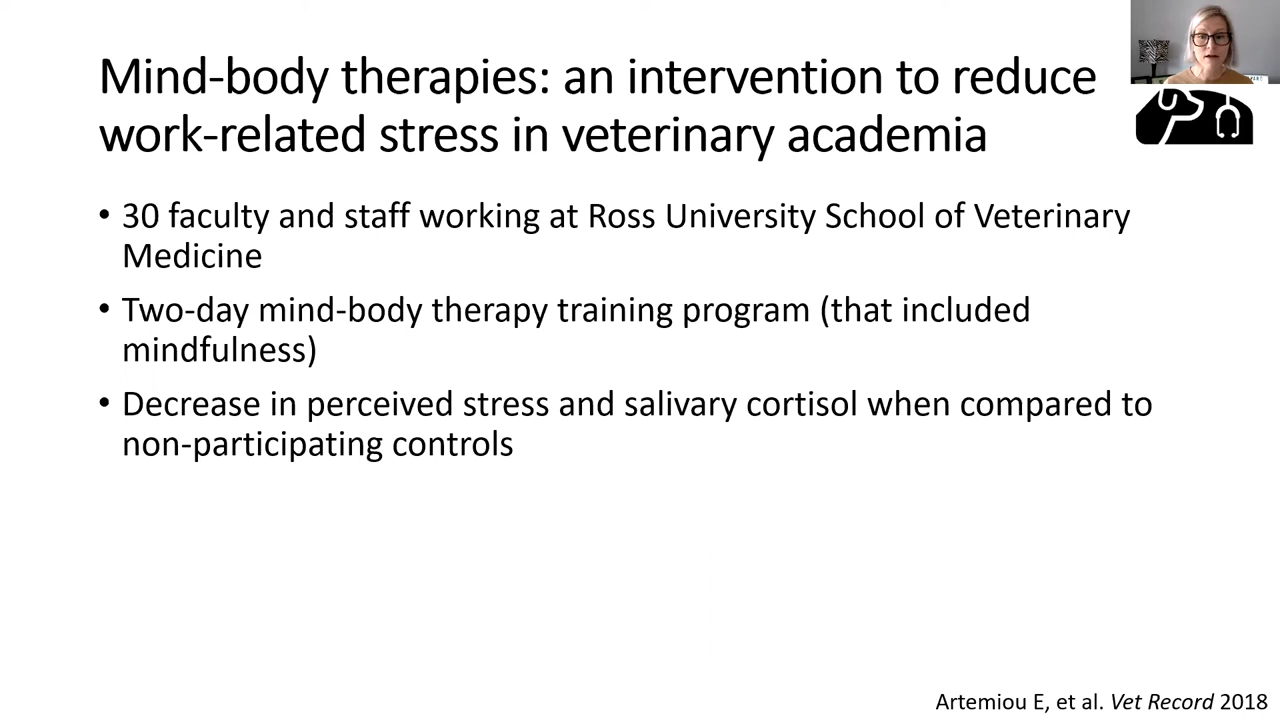 Mind-body therapies: an intervention to reduce
work-related stress in veterinary academia
• 30 faculty and staff working at Ross University School of Veterinary
Medicine
• Two-day mind-body therapy training program (that included
mindfulness)
• Decrease in perceived stress and salivary cortisol when compared to
non-participating controls
Artemiou E, et al. Vet Record 2018